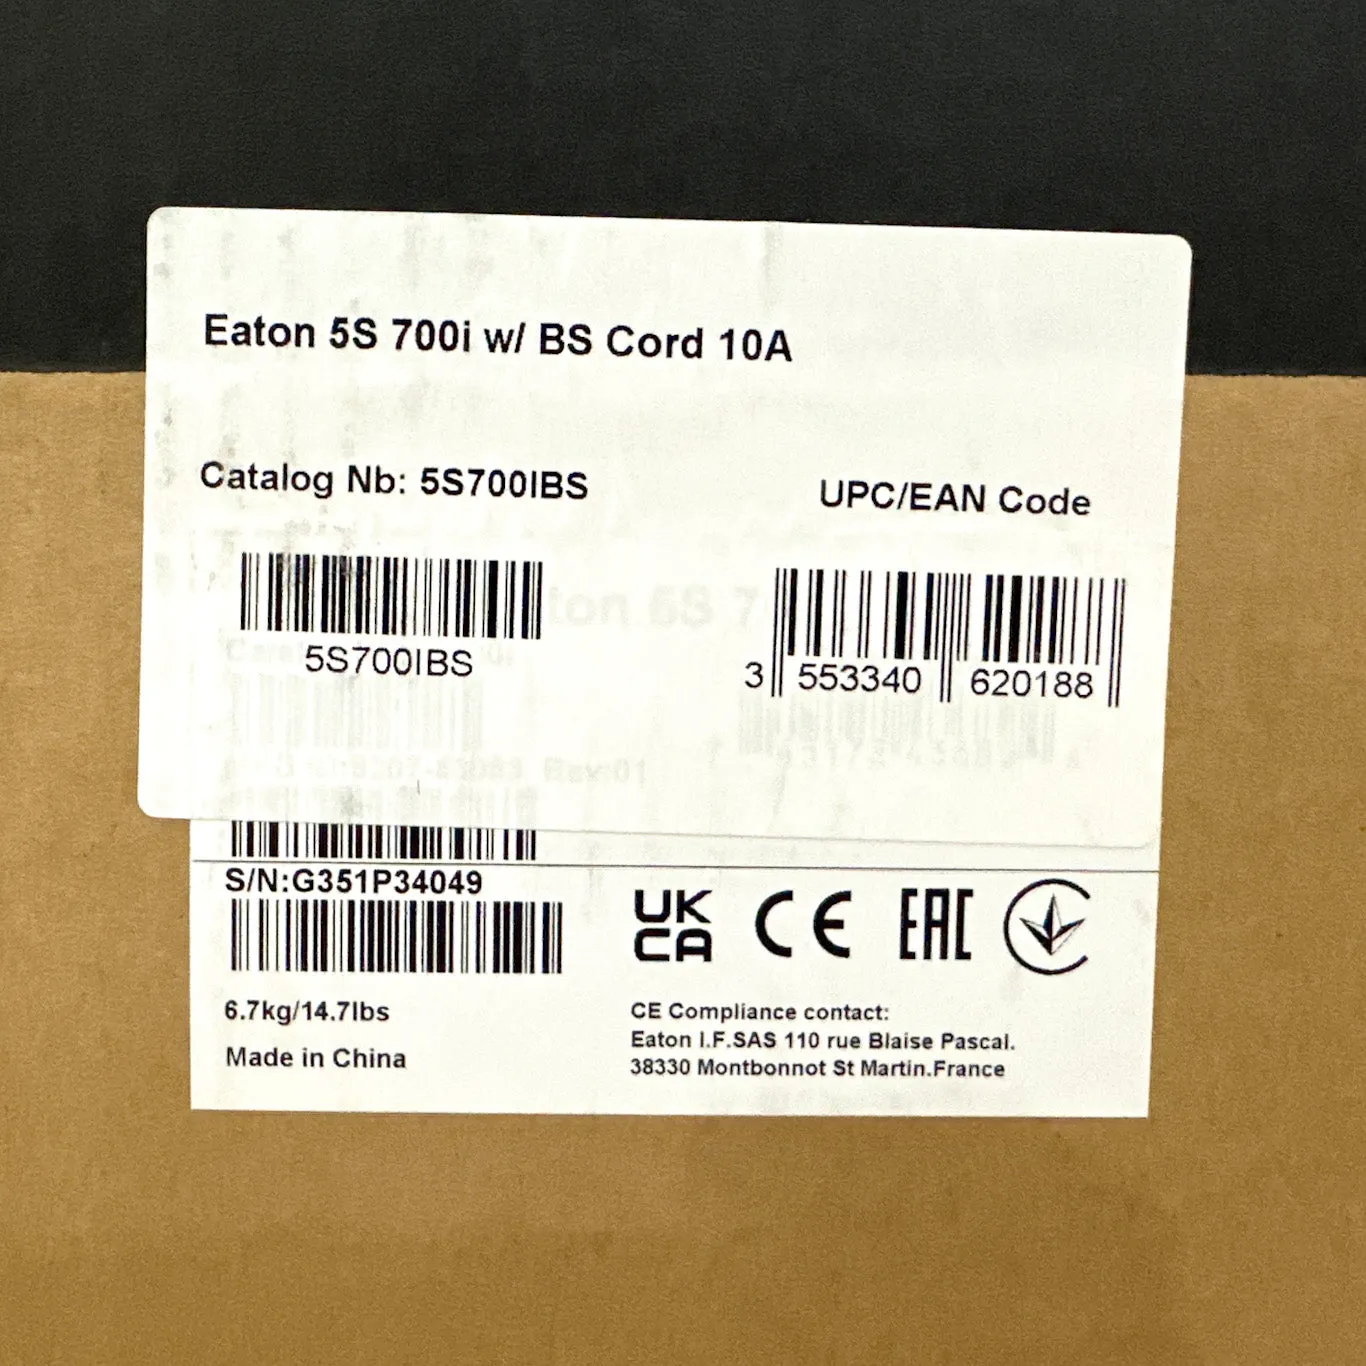 Eaton 5S 700i w/ BS Cord 10A
Catalog Nb: 5S700IBS
UPC/EAN Code
5S700IBS
3 553340 620188
S/N:G351P34049
UK
CA
CE
EAC
6.7kg/14.7lbs
Made in China
CE Compliance contact:
Eaton I.F.SAS 110 rue Blaise Pascal.
38330 Montbonnot St Martin.France